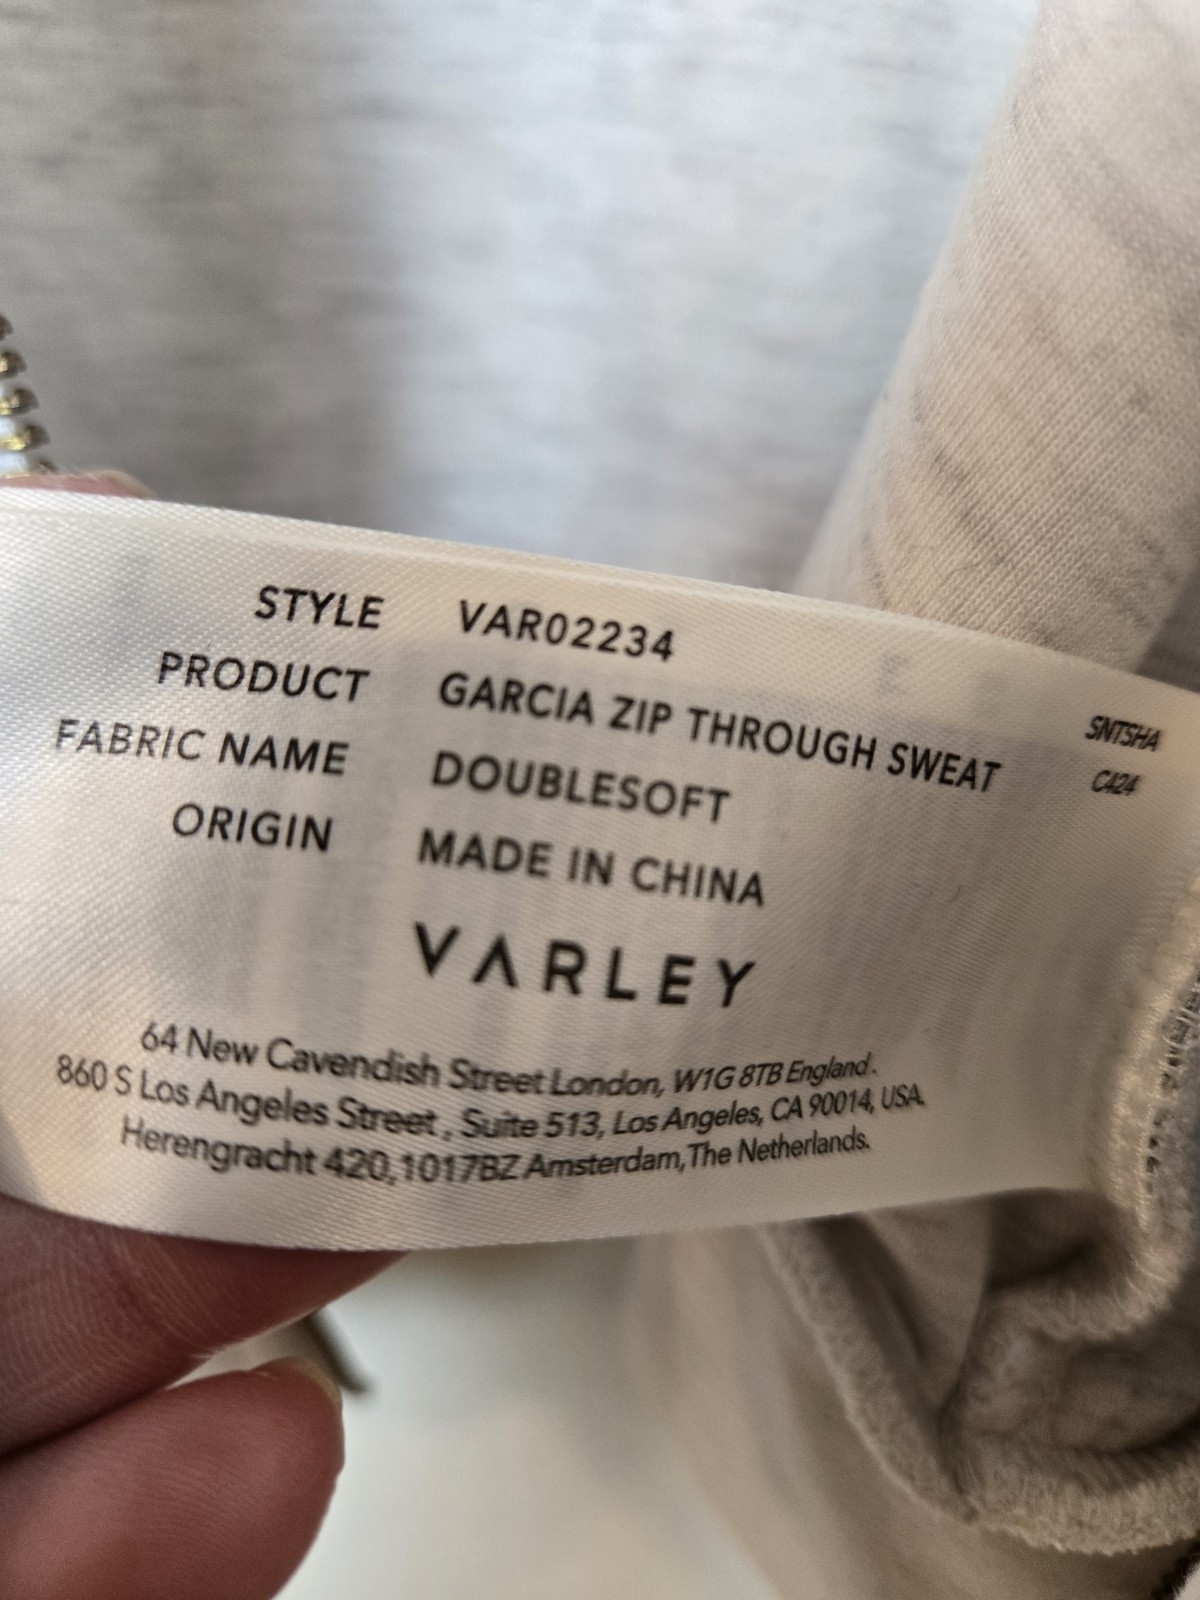 STYLE VAR02234
PRODUCT GARCIA ZIP THROUGH SWEAT
FABRIC NAME DOUBLESOFT
ORIGIN MADE IN CHINA
SNTSHA
C424
VARLEY
64 New Cavendish Street London, W1G 8TB England.
860 S Los Angeles Street, Suite 513, Los Angeles, CA 90014, USA.
Herengracht 420,1017BZ Amsterdam,The Netherlands.